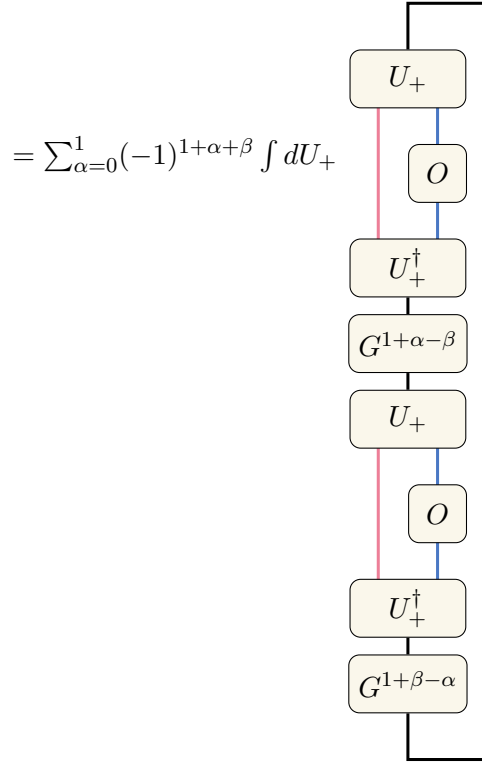 U_+
= \sum_{\alpha=0}^{1} (-1)^{1+\alpha+\beta} \int dU_+
O
U_+^\dagger
G^{1+\alpha-\beta}
U_+
O
U_+^\dagger
G^{1+\beta-\alpha}